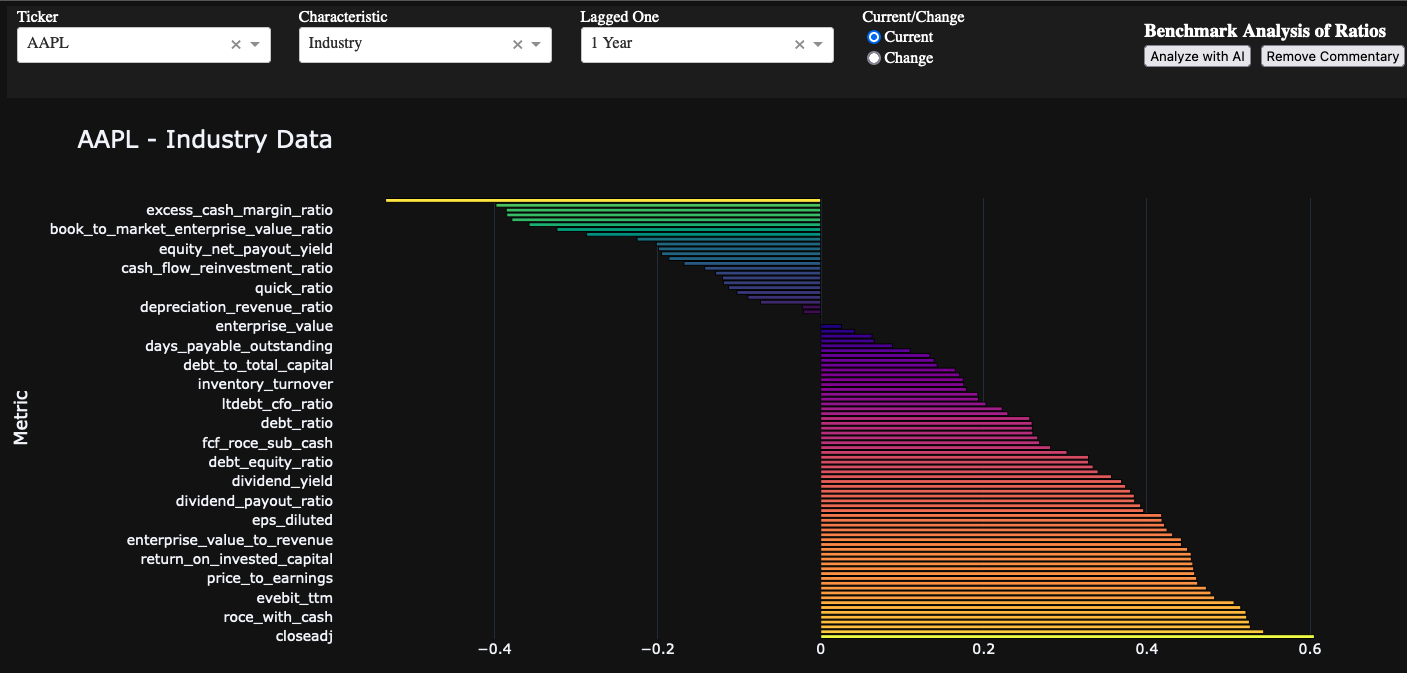 Ticker
AAPL
Characteristic
Industry
Lagged One
1 Year
Current/Change
Current
Change
Benchmark Analysis of Ratios
Analyze with AI
Remove Commentary
AAPL - Industry Data
Metric
excess_cash_margin_ratio
book_to_market_enterprise_value_ratio
equity_net_payout_yield
cash_flow_reinvestment_ratio
quick_ratio
depreciation_revenue_ratio
enterprise_value
days_payable_outstanding
debt_to_total_capital
inventory_turnover
ltdebt_cfo_ratio
debt_ratio
fcf_roce_sub_cash
debt_equity_ratio
dividend_yield
dividend_payout_ratio
eps_diluted
enterprise_value_to_revenue
return_on_invested_capital
price_to_earnings
evebit_ttm
roce_with_cash
closeadj
−0.4 −0.2 0 0.2 0.4 0.6